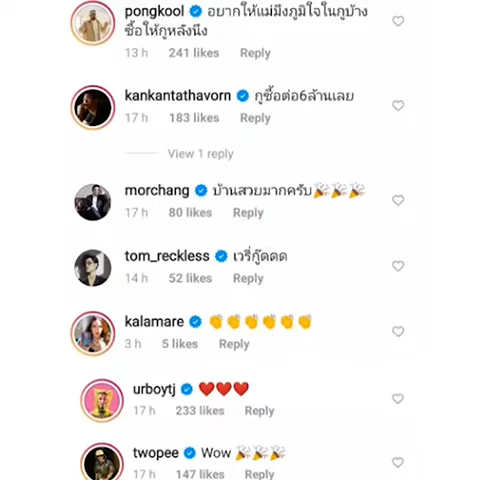 pongkool อยากให้แม่มึงภูมิใจในกูบ้าง
ซื้อให้กูหลังนึง
13 h 241 likes Reply
kankantathavorn กูซื้อต่อ6ล้านเลย
17 h 183 likes Reply
View 1 reply
morchang บ้านสวยมากครับ🎉🎉🎉
17 h 80 likes Reply
tom_reckless เวรี่กู๊ดดด
14 h 52 likes Reply
kalamare 👏👏👏👏👏👏
3 h 5 likes Reply
urboytj ❤️❤️❤️
17 h 233 likes Reply
twopee Wow 🎉🎉🎉
17 h 147 likes Reply